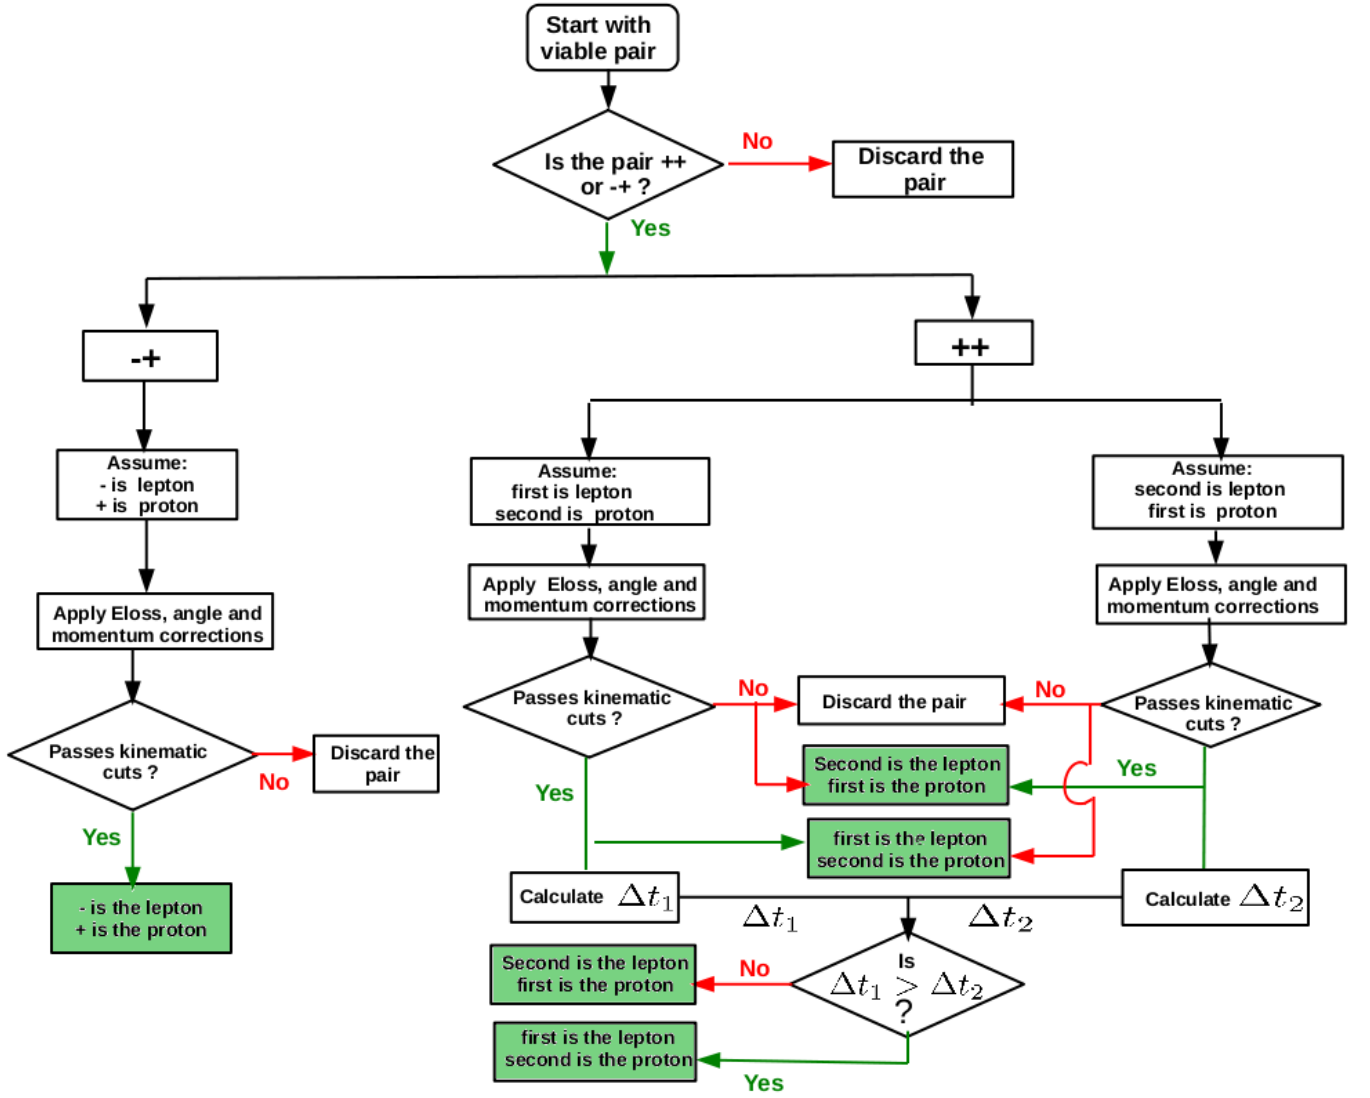 Start with
viable pair
Is the pair ++
or -+ ?
No
Discard the
pair
Yes
-+
++
Assume:
- is lepton
+ is proton
Assume:
first is lepton
second is proton
Assume:
second is lepton
first is proton
Apply Eloss, angle and
momentum corrections
Apply Eloss, angle and
momentum corrections
Apply Eloss, angle and
momentum corrections
Passes kinematic
cuts ?
No
Discard the
pair
Yes
- is the lepton
+ is the proton
Passes kinematic
cuts ?
No
Discard the pair
No
Passes kinematic
cuts ?
Yes
Second is the lepton
first is the proton
Yes
first is the lepton
second is the proton
Calculate Δt₁
Δt₁
Δt₂
Calculate Δt₂
Is
Δt₁ > Δt₂
?
No
Second is the lepton
first is the proton
first is the lepton
second is the proton
Yes